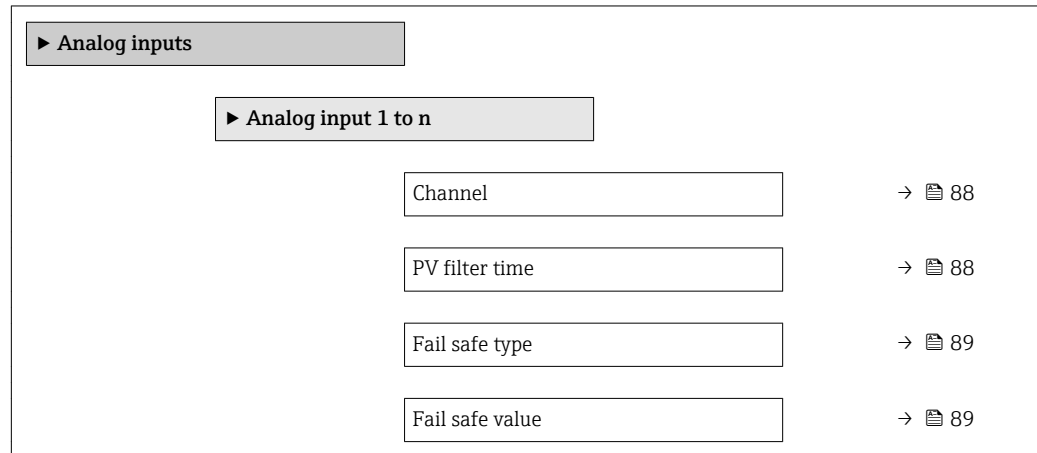 ▶ Analog inputs
▶ Analog input 1 to n
Channel → 88
PV filter time → 88
Fail safe type → 89
Fail safe value → 89